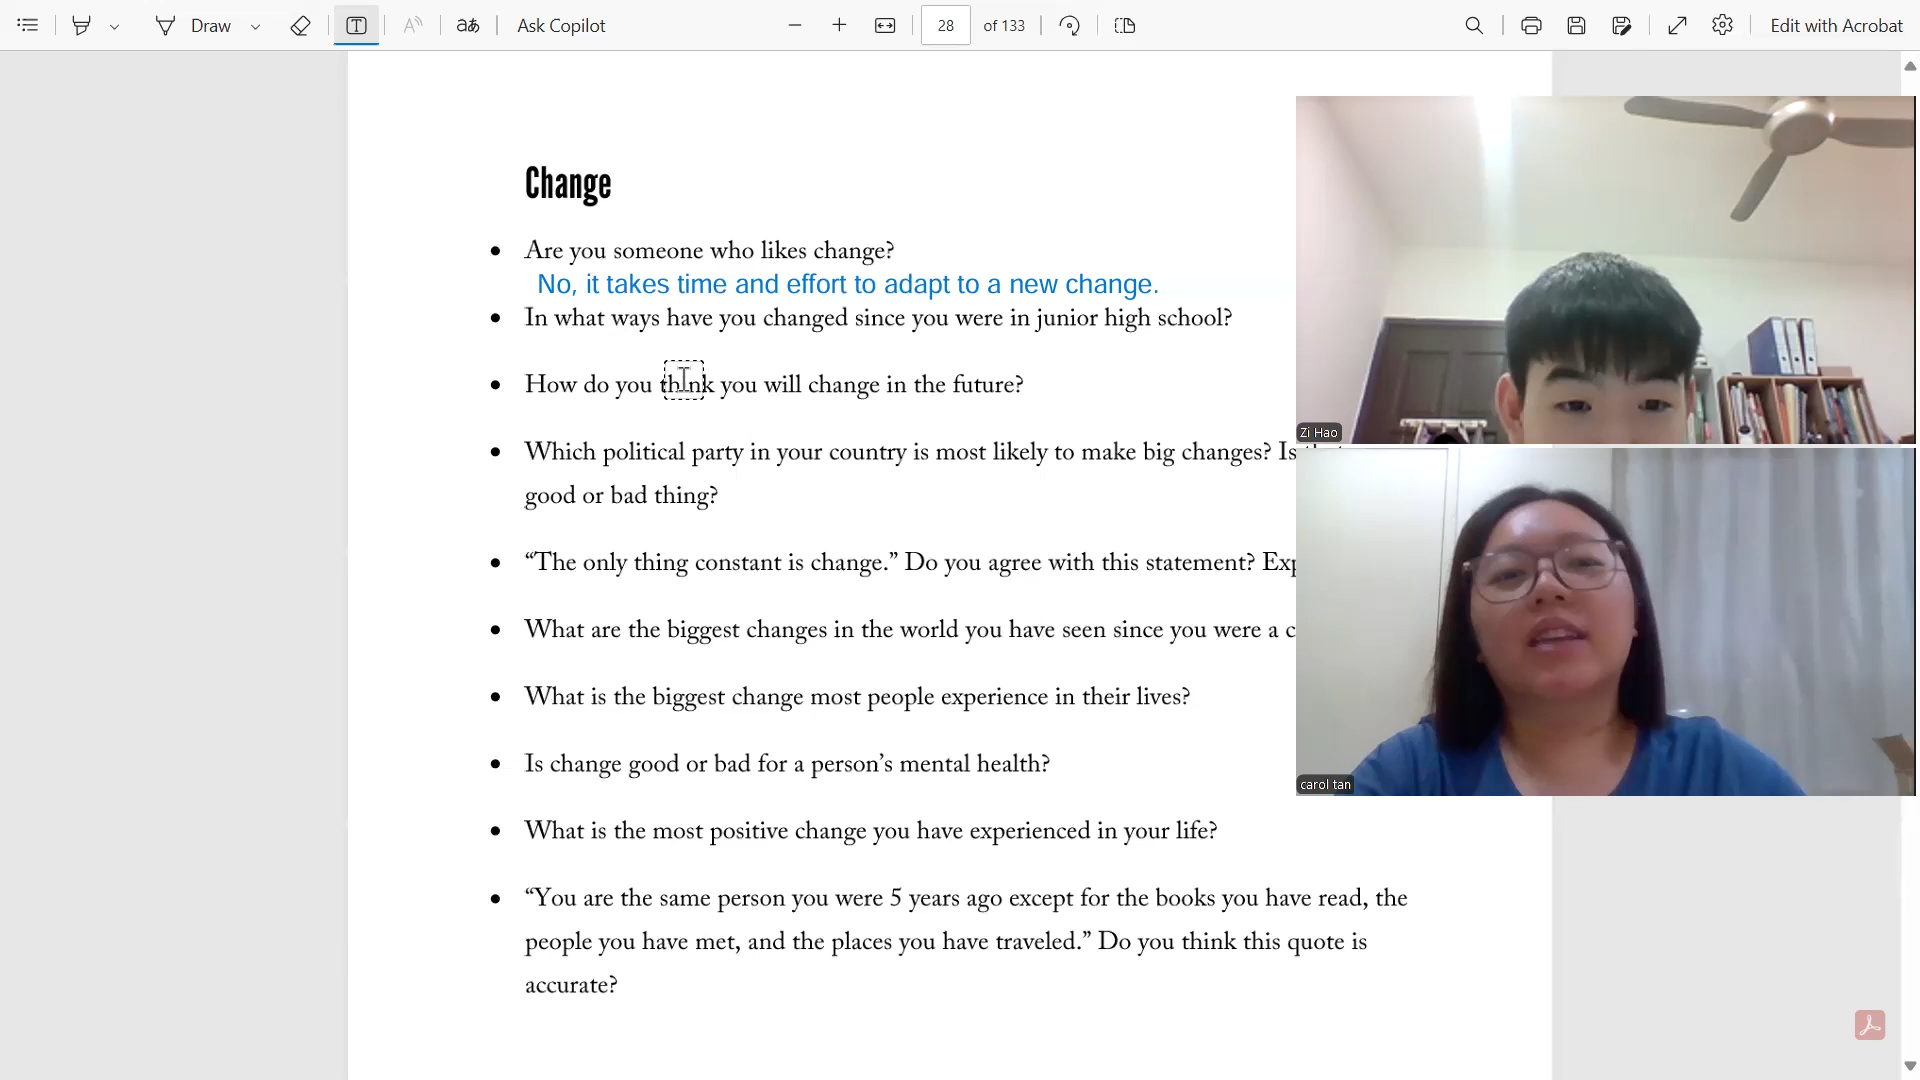 Draw
aあ
Ask Copilot
28
of 133
Edit with Acrobat
Change
Are you someone who likes change?
No, it takes time and effort to adapt to a new change.
In what ways have you changed since you were in junior high school?
How do you think you will change in the future?
Which political party in your country is most likely to make big changes? Is
good or bad thing?
“The only thing constant is change.” Do you agree with this statement?
What are the biggest changes in the world you have seen since you were a
What is the biggest change most people experience in their lives?
Is change good or bad for a person’s mental health?
What is the most positive change you have experienced in your life?
“You are the same person you were 5 years ago except for the books you have read, the
people you have met, and the places you have traveled.” Do you think this quote is
accurate?
Zi Hao
carol tan